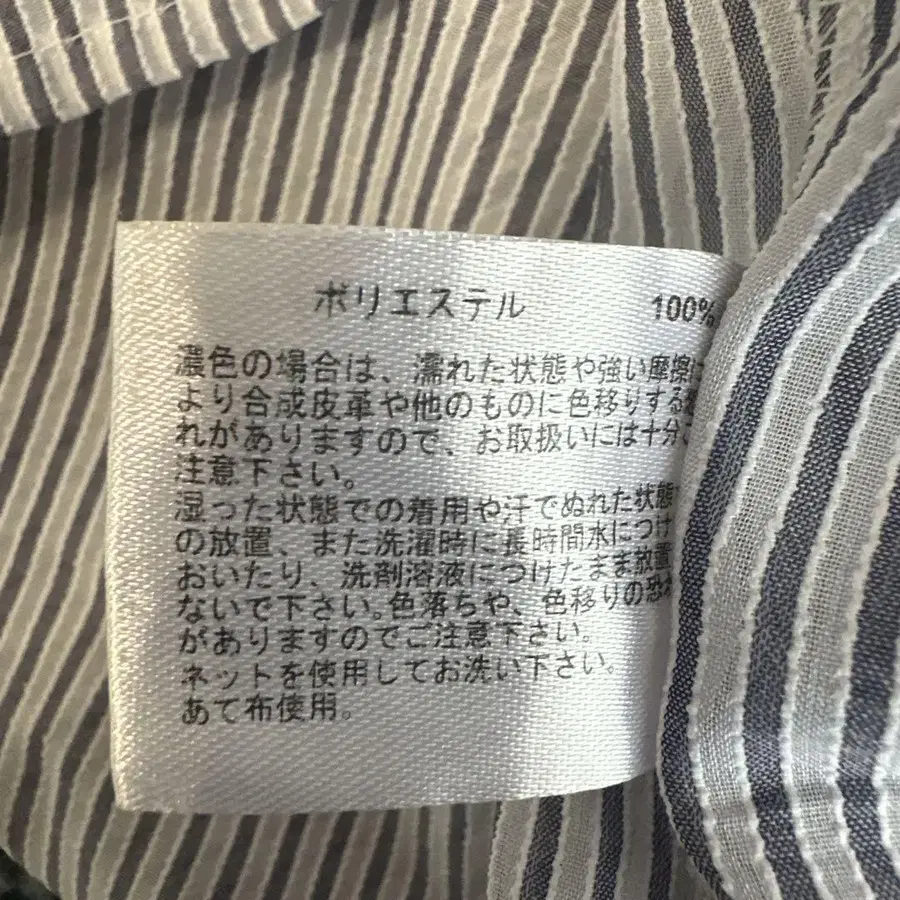 ポリエステル 100%
濃色の場合は、濡れた状態や強い摩擦に
より合成皮革や他のものに色移りする恐
れがありますので、お取扱いには十分ご
注意下さい。
湿った状態での着用や汗でぬれた状態
の放置、また洗濯時に長時間水につけ
おいたり、洗剤溶液につけたまま放置
ないで下さい。色落ちや、色移りの恐れ
がありますのでご注意下さい。
ネットを使用してお洗い下さい。
あて布使用。